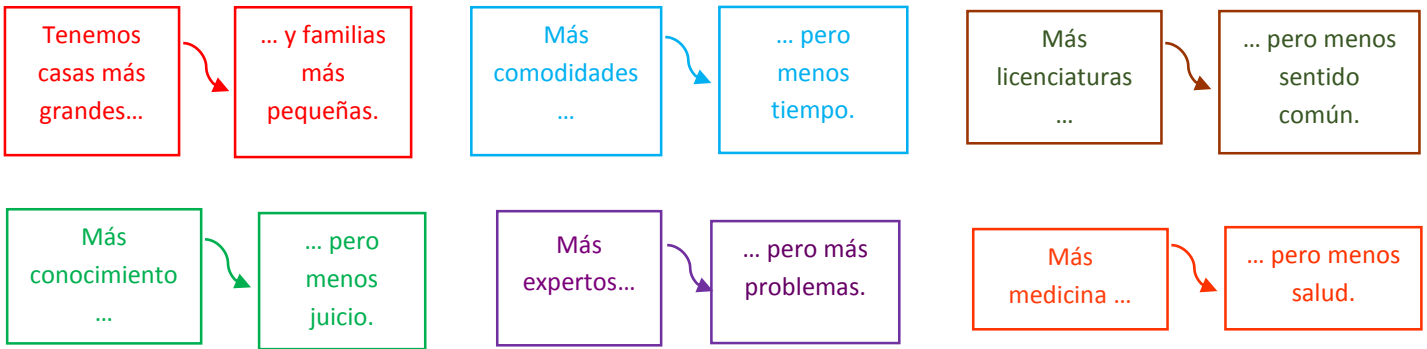 Tenemos
casas más
grandes…
… y familias
más
pequeñas.
Más
comodidades
…
… pero
menos
tiempo.
Más
licenciaturas
…
… pero menos
sentido
común.
Más
conocimiento
…
… pero
menos
juicio.
Más
expertos…
… pero más
problemas.
Más
medicina …
… pero menos
salud.